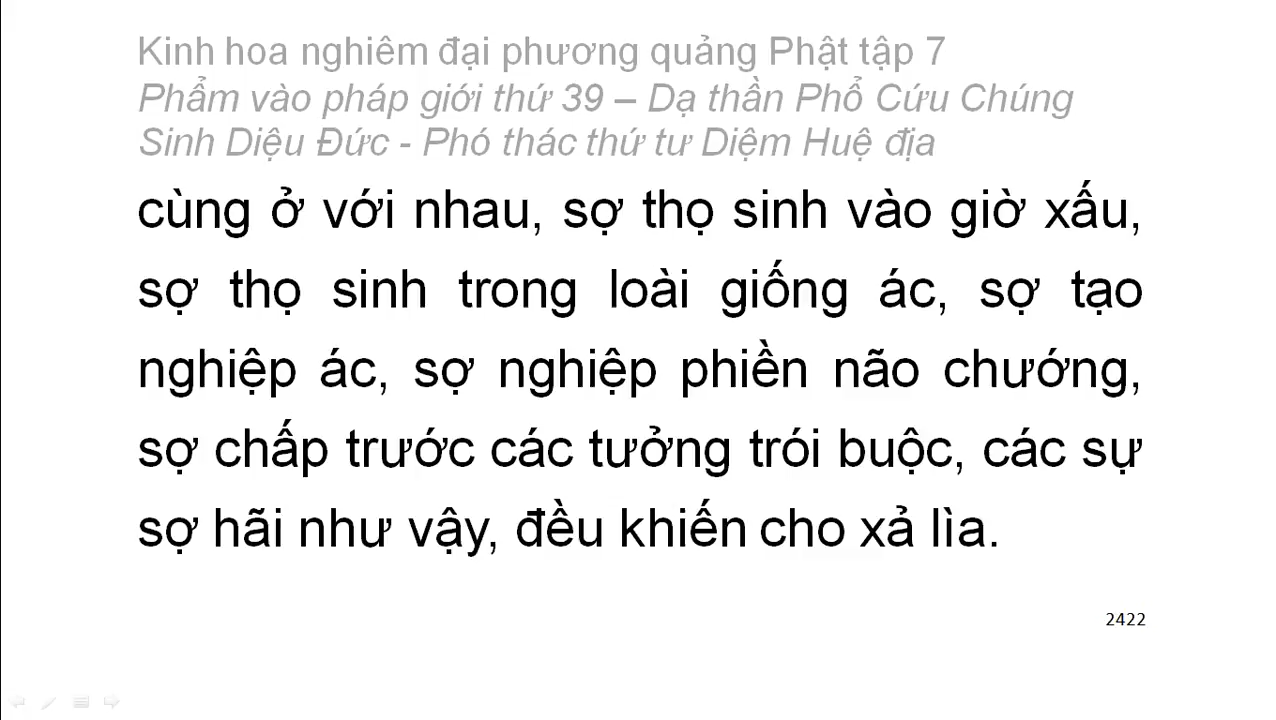 Kinh hoa nghiêm đại phương quảng Phật tập 7
Phẩm vào pháp giới thứ 39 – Dạ thần Phổ Cứu Chúng
Sinh Diệu Đức - Phó thác thứ tư Diệm Huệ địa
cùng ở với nhau, sợ thọ sinh vào giờ xấu,
sợ thọ sinh trong loài giống ác, sợ tạo
nghiệp ác, sợ nghiệp phiền não chướng,
sợ chấp trước các tưởng trói buộc, các sự
sợ hãi như vậy, đều khiến cho xả lìa.
2422